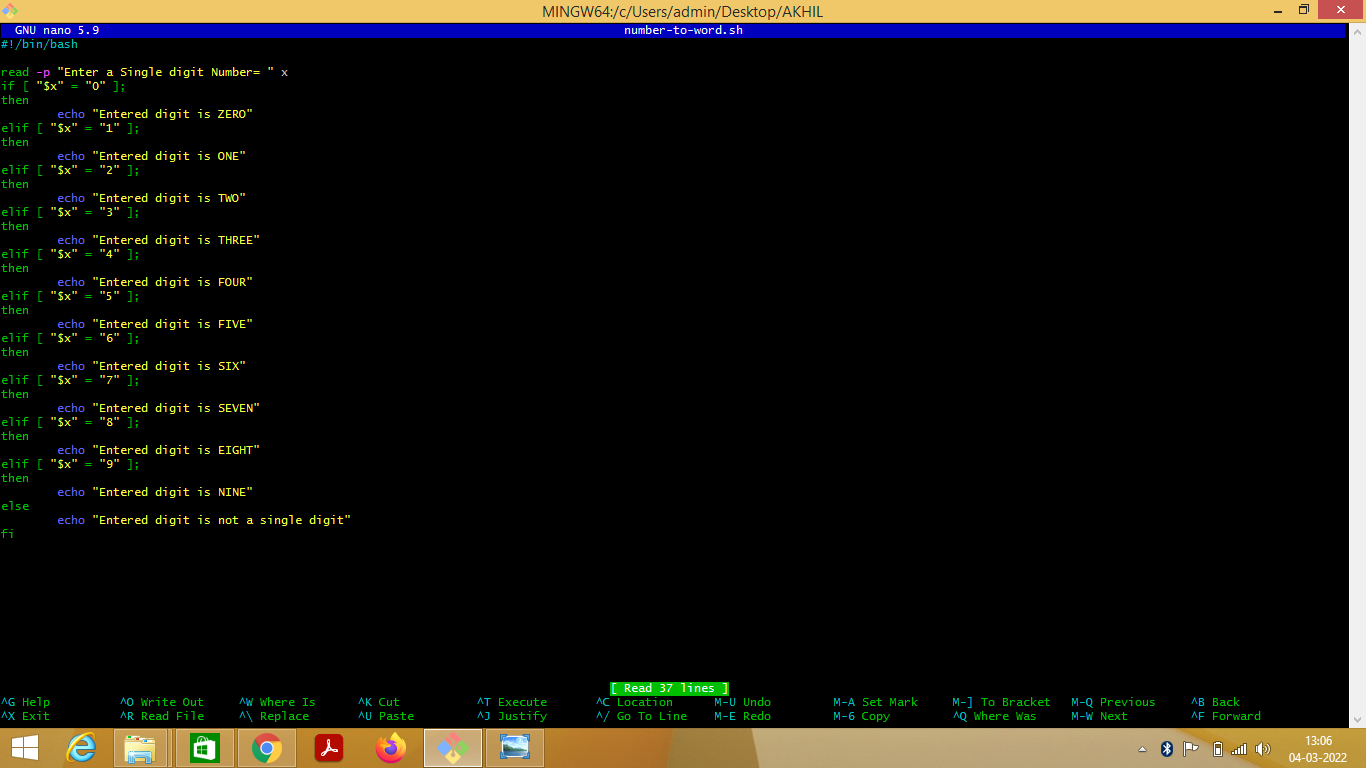 MINGW64:/c/Users/admin/Desktop/AKHIL
GNU nano 5.9 number-to-word.sh
#!/bin/bash
read -p "Enter a Single digit Number= " x
if [ "$x" = "0" ];
then
        echo "Entered digit is ZERO"
elif [ "$x" = "1" ];
then
        echo "Entered digit is ONE"
elif [ "$x" = "2" ];
then
        echo "Entered digit is TWO"
elif [ "$x" = "3" ];
then
        echo "Entered digit is THREE"
elif [ "$x" = "4" ];
then
        echo "Entered digit is FOUR"
elif [ "$x" = "5" ];
then
        echo "Entered digit is FIVE"
elif [ "$x" = "6" ];
then
        echo "Entered digit is SIX"
elif [ "$x" = "7" ];
then
        echo "Entered digit is SEVEN"
elif [ "$x" = "8" ];
then
        echo "Entered digit is EIGHT"
elif [ "$x" = "9" ];
then
        echo "Entered digit is NINE"
else
        echo "Entered digit is not a single digit"
fi
[ Read 37 lines ]
^G Help ^O Write Out ^W Where Is ^K Cut ^T Execute ^C Location M-U Undo M-A Set Mark M-] To Bracket M-Q Previous ^B Back
^X Exit ^R Read File ^\ Replace ^U Paste ^J Justify ^/ Go To Line M-E Redo M-6 Copy ^Q Where Was M-W Next ^F Forward
13:06
04-03-2022